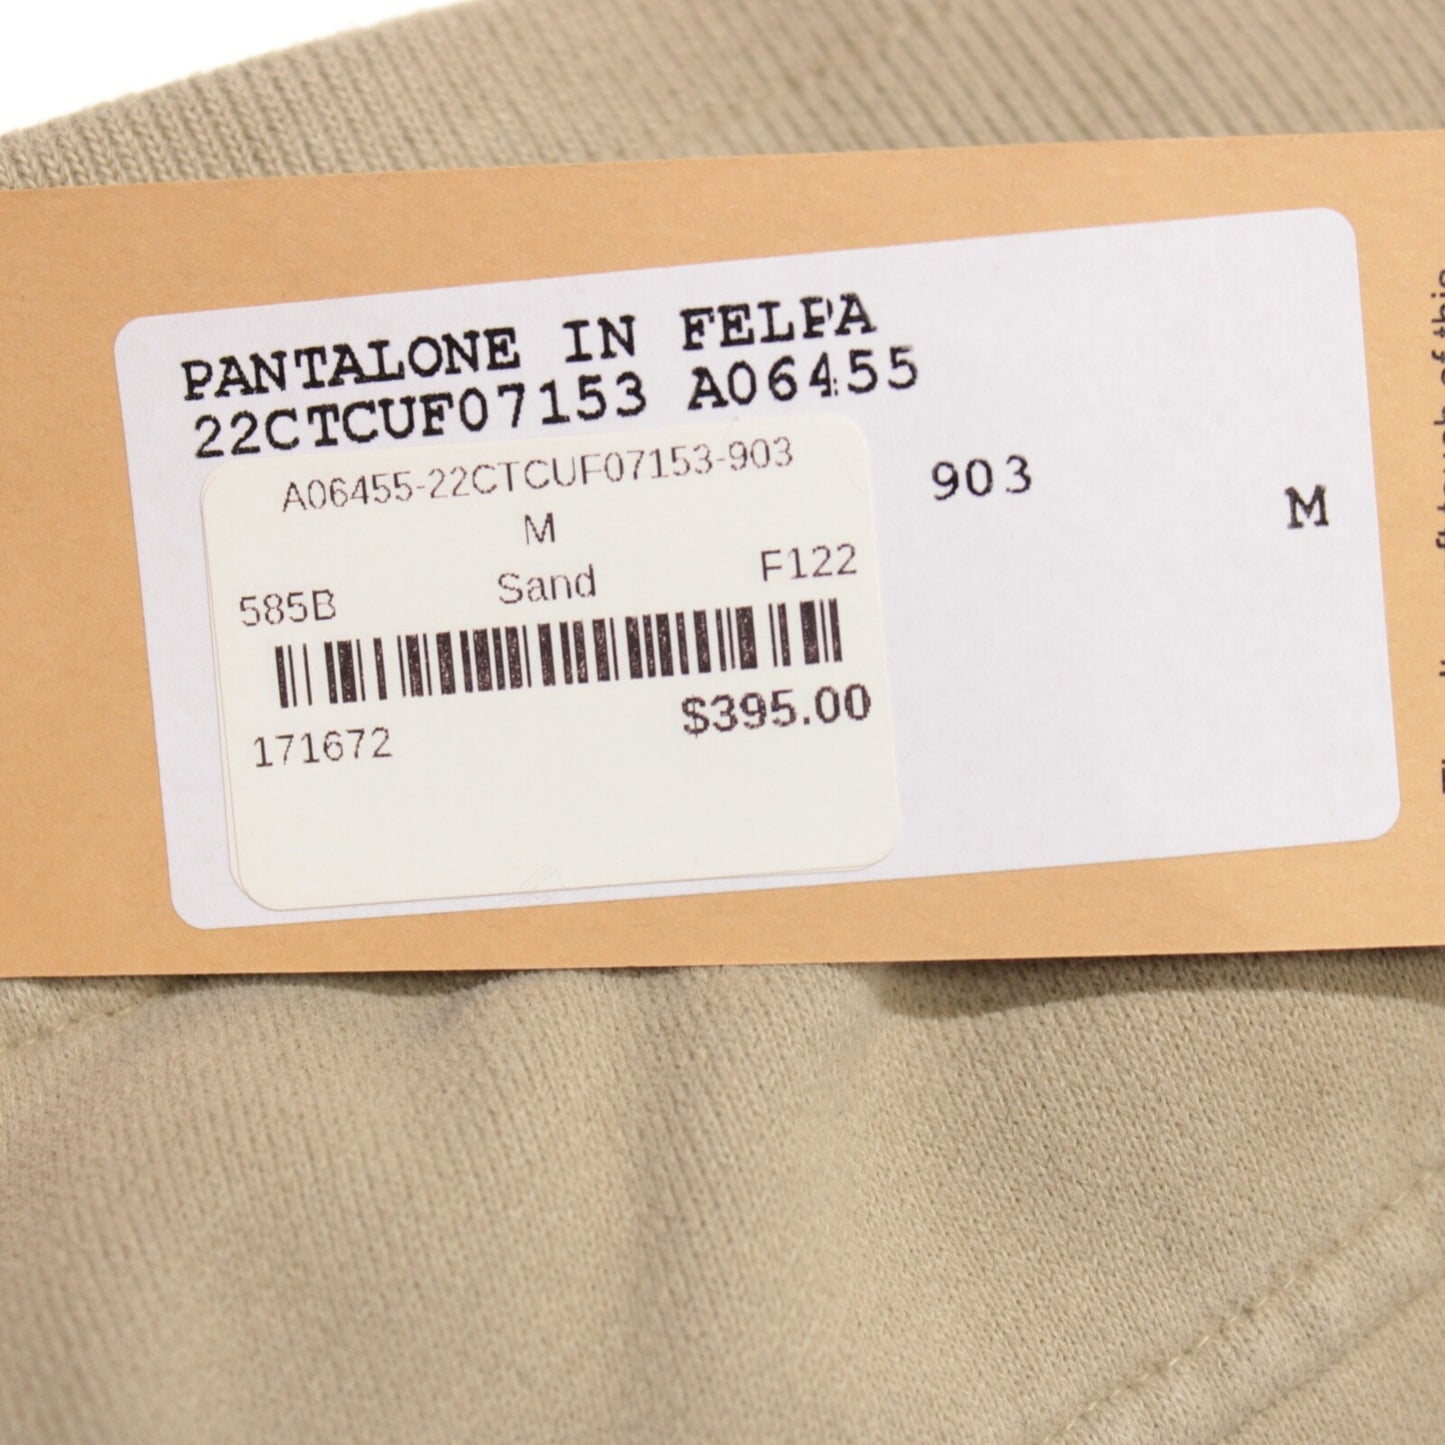 PANTALONE IN FELPA
22CTCUF07153 A06455
903 M
A06455-22CTCUF07153-903
M
585B Sand F122
$395.00
171672